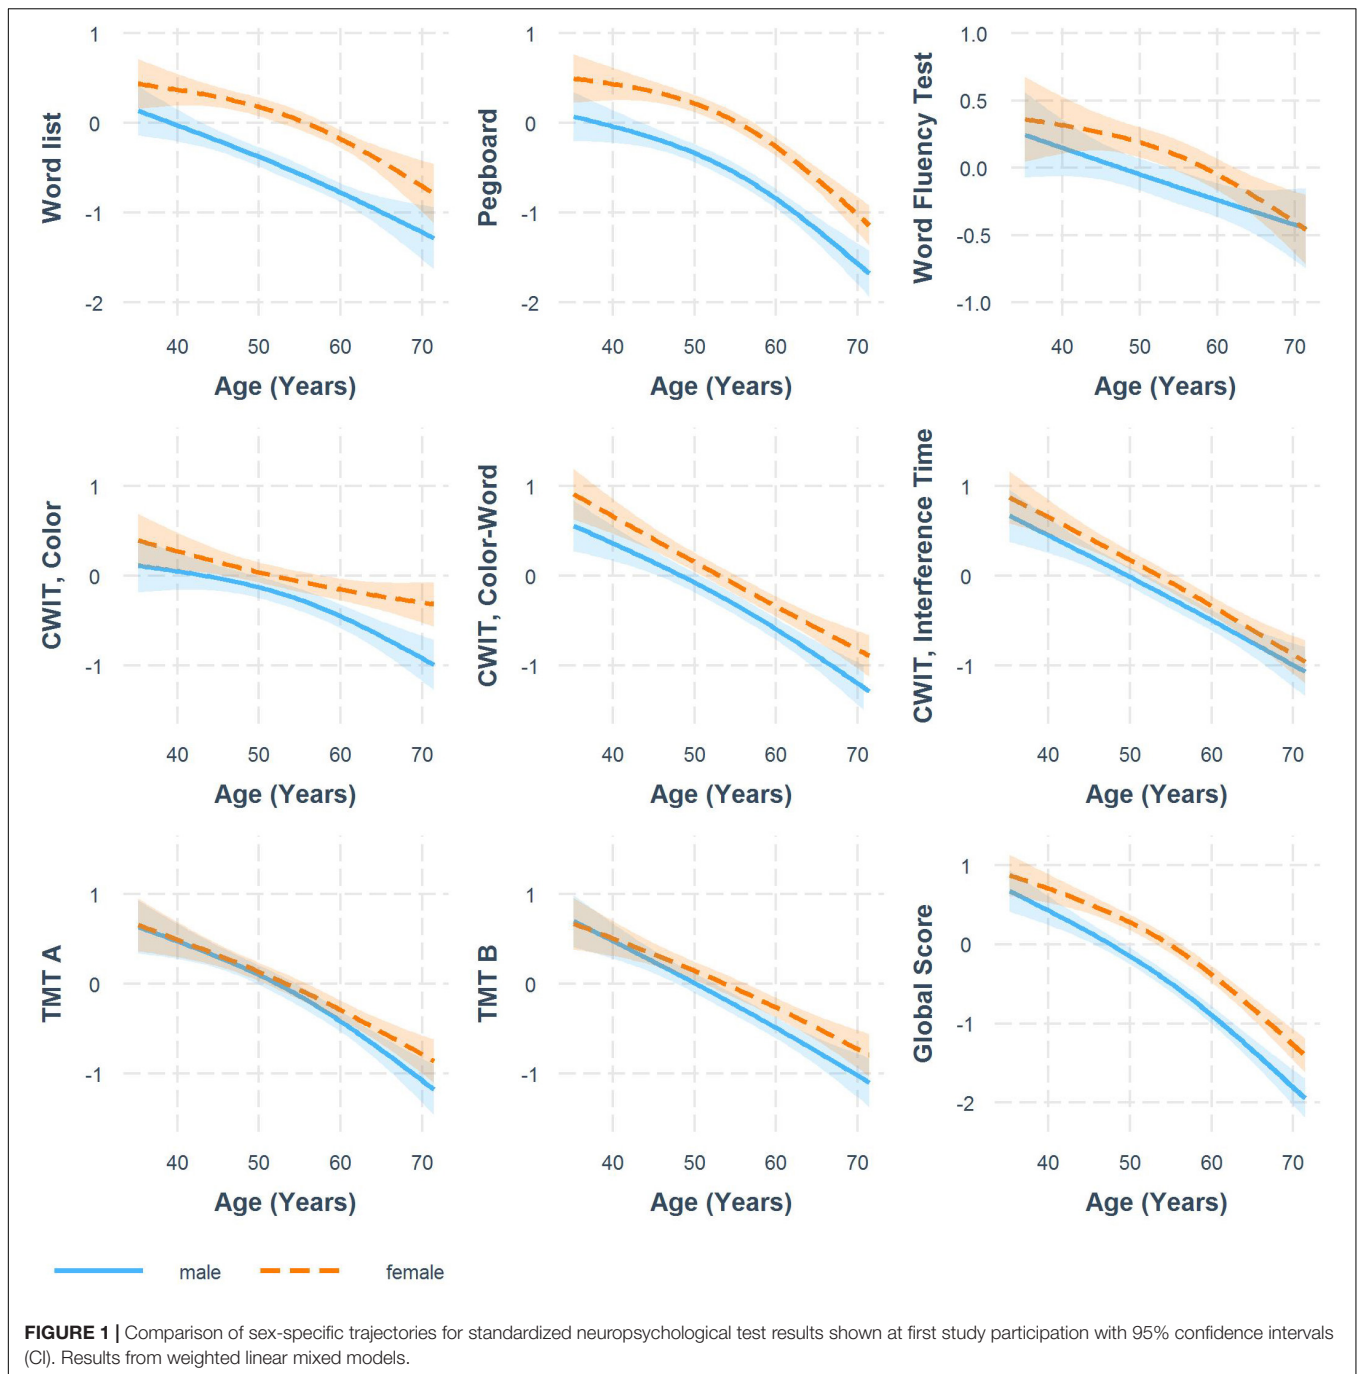 Word list
1
0
-1
-2
40 50 60 70
Age (Years)
Pegboard
1
0
-1
-2
40 50 60 70
Age (Years)
Word Fluency Test
1.0
0.5
0.0
-0.5
-1.0
40 50 60 70
Age (Years)
CWIT, Color
1
0
-1
40 50 60 70
Age (Years)
CWIT, Color-Word
1
0
-1
40 50 60 70
Age (Years)
CWIT, Interference Time
1
0
-1
40 50 60 70
Age (Years)
TMT A
1
0
-1
40 50 60 70
Age (Years)
TMT B
1
0
-1
40 50 60 70
Age (Years)
Global Score
1
0
-1
-2
40 50 60 70
Age (Years)
male female
FIGURE 1 | Comparison of sex-specific trajectories for standardized neuropsychological test results shown at first study participation with 95% confidence intervals
(CI). Results from weighted linear mixed models.